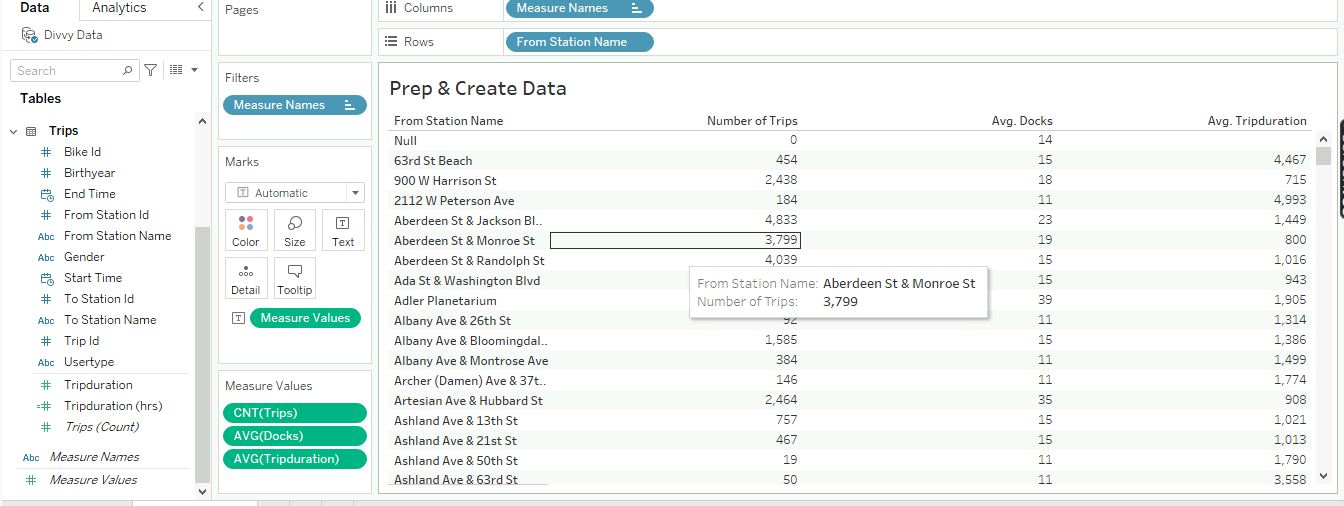 Data
Analytics
Divvy Data
Search
Tables
Trips
Bike Id
Birthyear
End Time
From Station Id
Abc From Station Name
Abc Gender
Start Time
To Station Id
Abc To Station Name
Trip Id
Abc Usertype
Tripduration
Tripduration (hrs)
Trips (Count)
Abc Measure Names
Measure Values
Pages
Filters
Measure Names
Marks
T Automatic
Color
Size
T
Text
Detail
Tooltip
T Measure Values
Measure Values
CNT(Trips)
AVG(Docks)
AVG(Tripduration)
Columns Measure Names
Rows From Station Name
Prep & Create Data
From Station Name Number of Trips Avg. Docks Avg. Tripduration
Null 0 14
63rd St Beach 454 15 4,467
900 W Harrison St 2,438 18 715
2112 W Peterson Ave 184 11 4,993
Aberdeen St & Jackson Bl.. 4,833 23 1,449
Aberdeen St & Monroe St 3,799 19 800
Aberdeen St & Randolph St 4,039 15 1,016
Ada St & Washington Blvd 15 943
Adler Planetarium 39 1,905
Albany Ave & 26th St 92 11 1,314
Albany Ave & Bloomingdal.. 1,585 15 1,386
Albany Ave & Montrose Ave 384 11 1,499
Archer (Damen) Ave & 37t.. 146 11 1,774
Artesian Ave & Hubbard St 2,464 35 908
Ashland Ave & 13th St 757 15 1,021
Ashland Ave & 21st St 467 15 1,013
Ashland Ave & 50th St 19 11 1,790
Ashland Ave & 63rd St 50 11 3,558
From Station Name: Aberdeen St & Monroe St
Number of Trips: 3,799